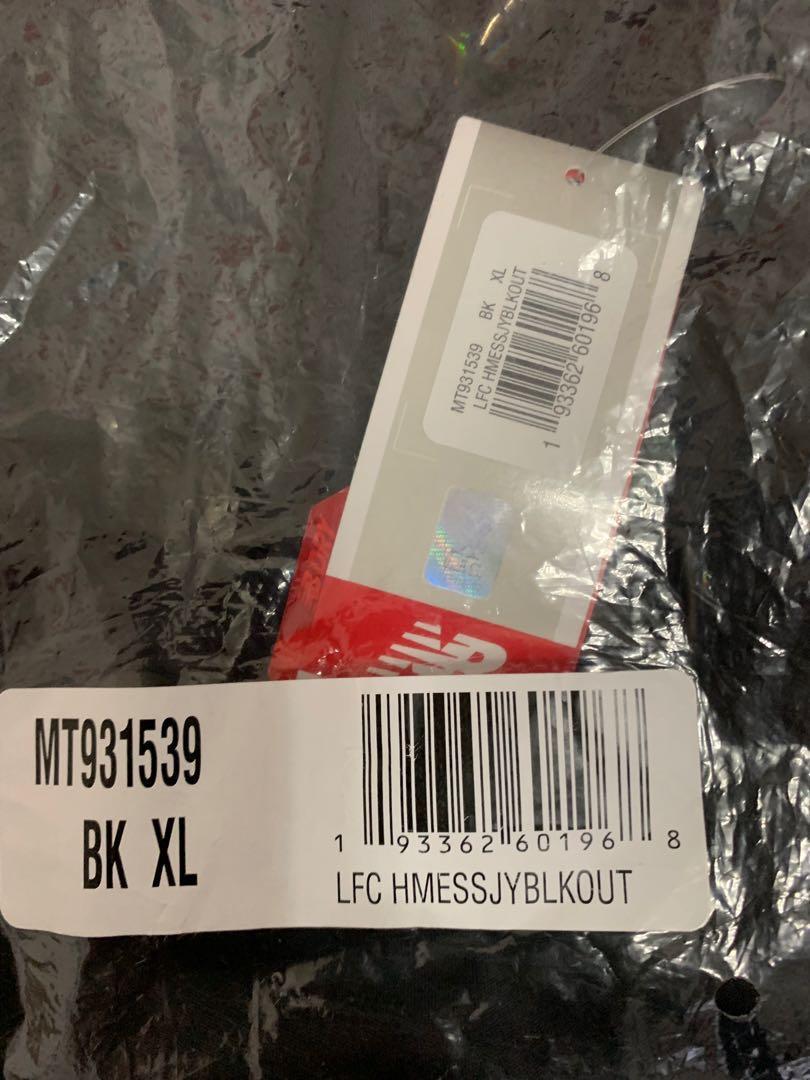 MT931539 BK XL
LFC HMESSJYBLKOUT
1 93362 60196 8
MT931539
BK XL
1 93362 60196 8
LFC HMESSJYBLKOUT